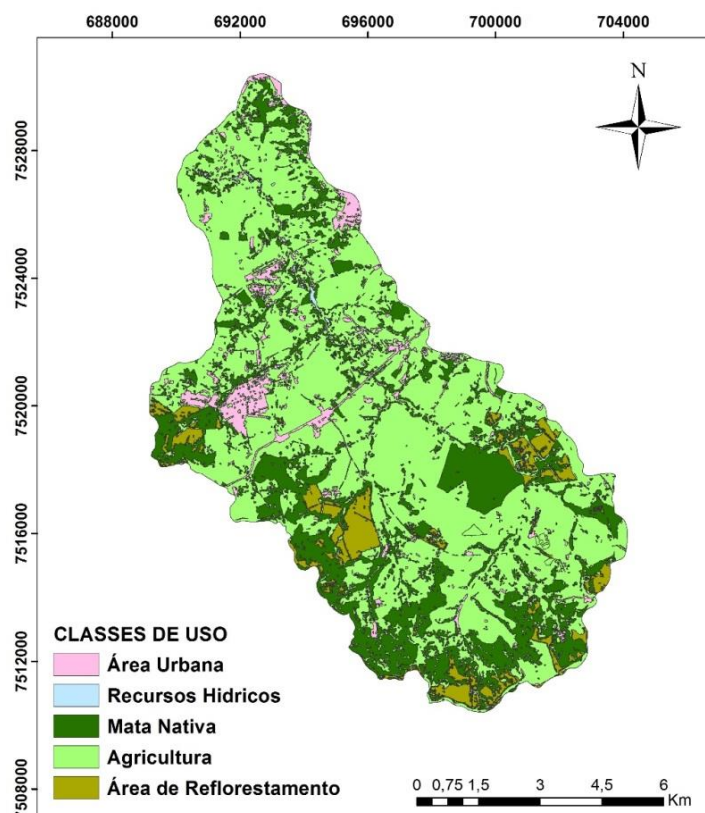 688000 692000 696000 700000 704000
N
7528000
7524000
7520000
7516000
7512000
7508000
CLASSES DE USO
Área Urbana
Recursos Hidricos
Mata Nativa
Agricultura
Área de Reflorestamento
0 0,75 1,5 3 4,5 6
Km